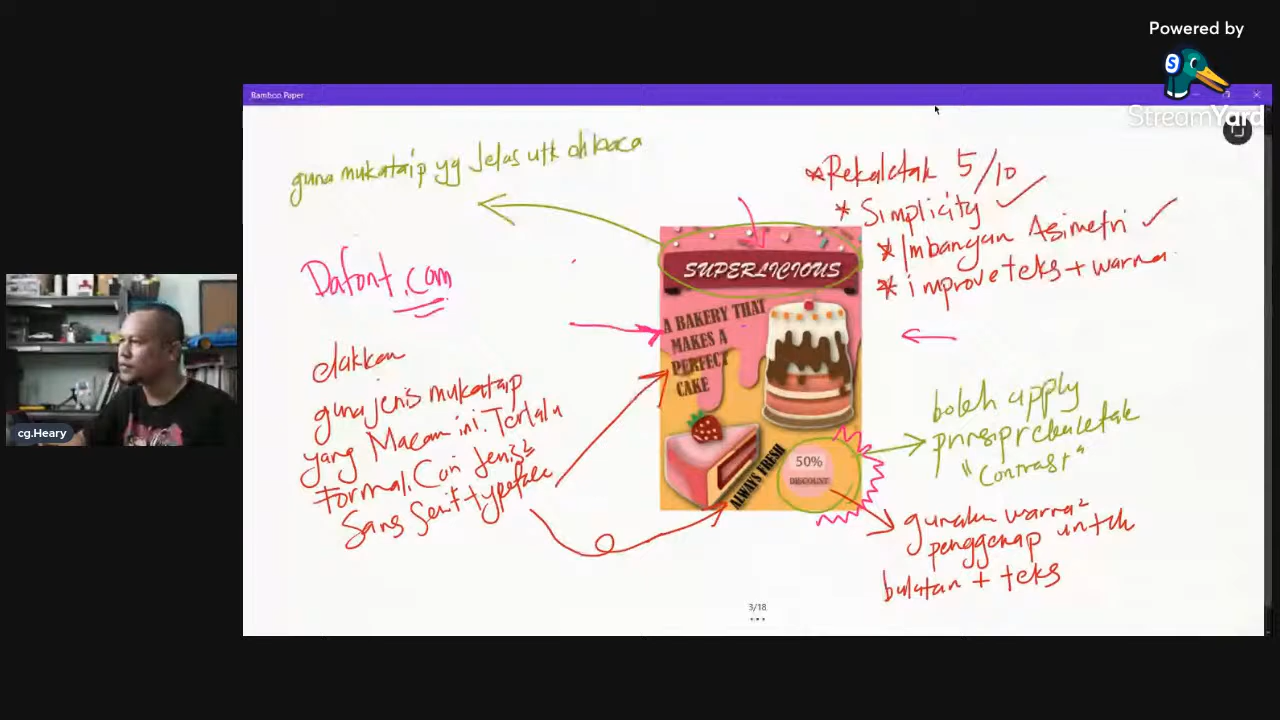 Powered by
StreamYard
Bamboo Paper
guna mukataip yg Jelas utk dibaca
*Rekaletak 5/10
* Simplicity
* Imbangan Asimetri
* improve teks + warna
Dafont.com
SUPERLICIOUS
A BAKERY THAT
MAKES A
PERFECT
CAKE
elakkan
guna jenis mukataip
yang Macam ini. Terlalu
Formal. Cari Jenis2
Sans Serif typeface
ALWAYS FRESH
50%
DISCOUNT
boleh apply
prinsip rekaletak
"Contrast"
gunakan warna2
penggenap untuk
bulatan + teks
cg.Heary
3/18